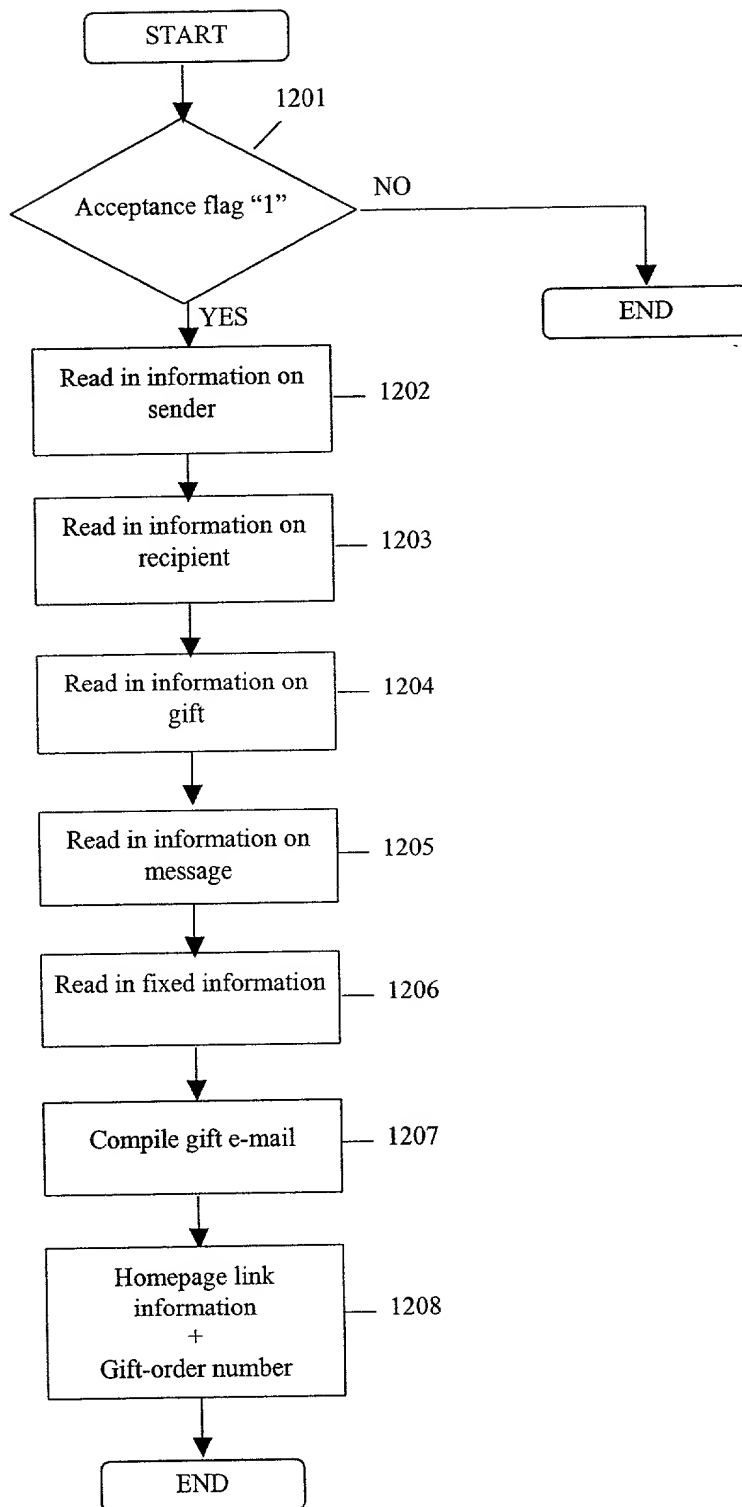 START
1201
Acceptance flag “1”
NO
END
YES
Read in information on
sender
1202
Read in information on
recipient
1203
Read in information on
gift
1204
Read in information on
message
1205
Read in fixed information
1206
Compile gift e-mail
1207
Homepage link
information
+
Gift-order number
1208
END